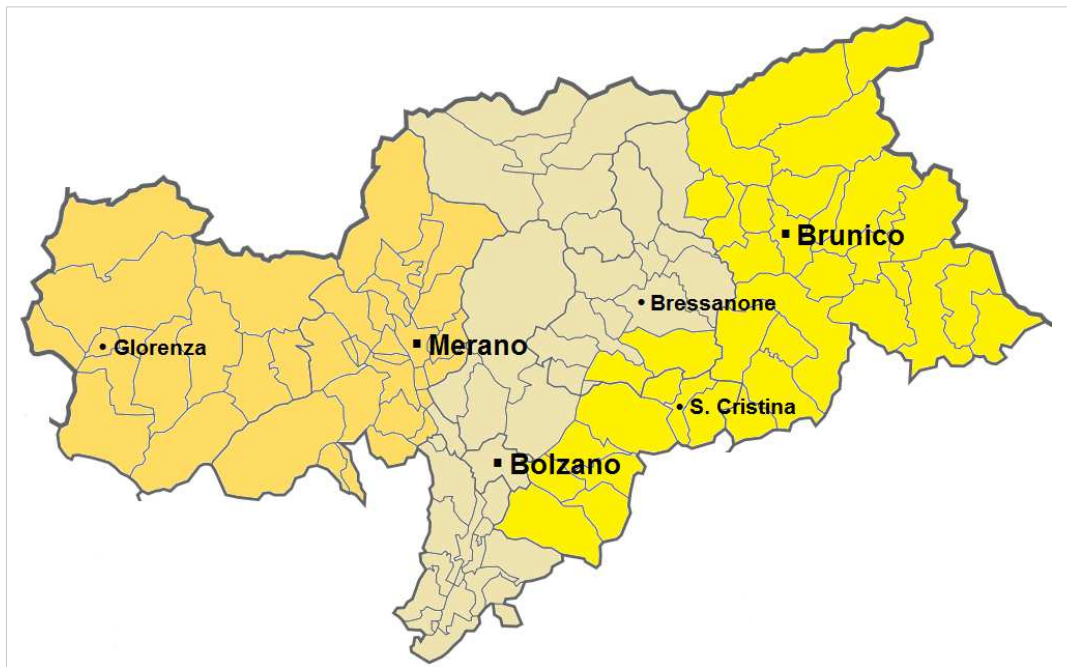 Brunico
Bressanone
Merano
Glorenza
S. Cristina
Bolzano